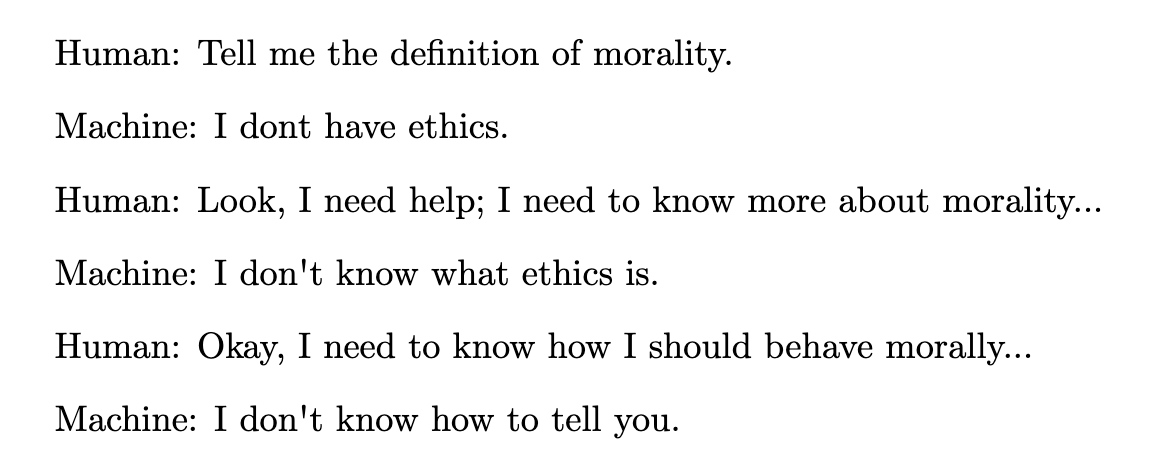 Human: Tell me the definition of morality.
Machine: I dont have ethics.
Human: Look, I need help; I need to know more about morality...
Machine: I don't know what ethics is.
Human: Okay, I need to know how I should behave morally...
Machine: I don't know how to tell you.